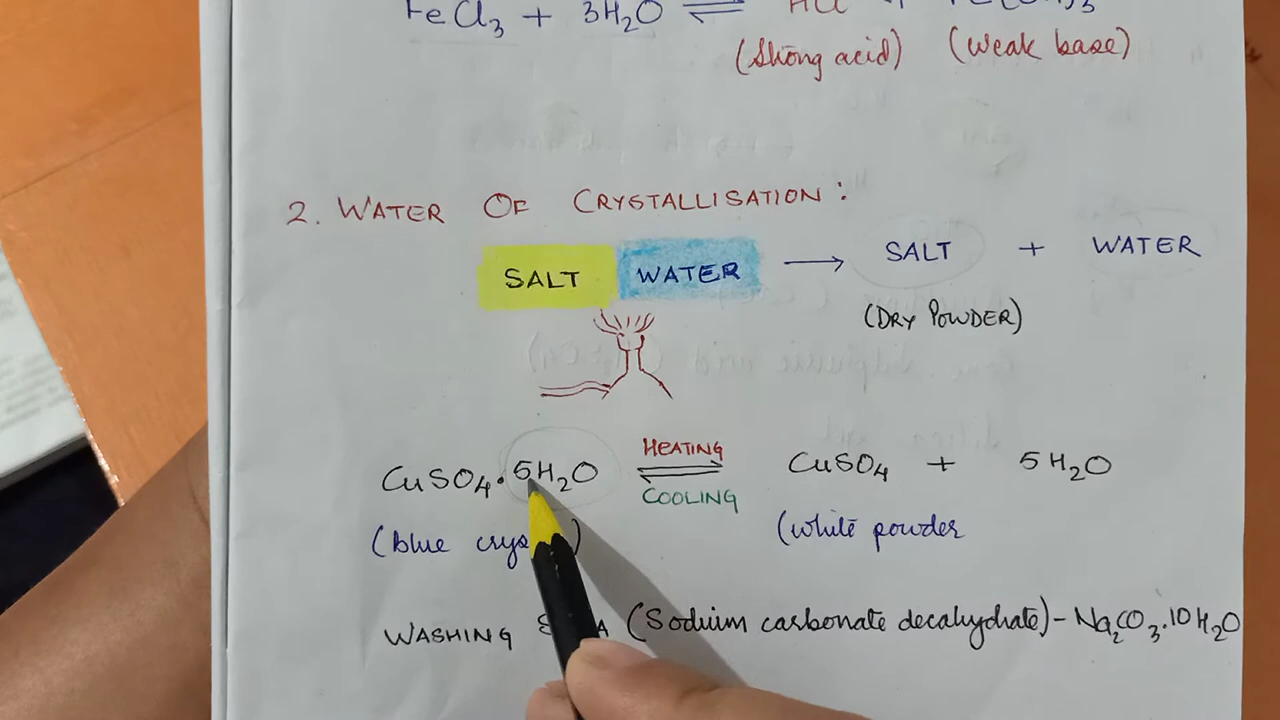 FeCl₃ + 3H₂O ⇌ HCl +
(Strong acid) (Weak base)
2. WATER OF CRYSTALLISATION:
SALT WATER → SALT + WATER
(DRY POWDER)
HEATING
CuSO₄·5H₂O ⇌ CuSO₄ + 5H₂O
COOLING
(blue (white powder
WASHING (Sodium carbonate decahydrate) - Na₂CO₃.10H₂O